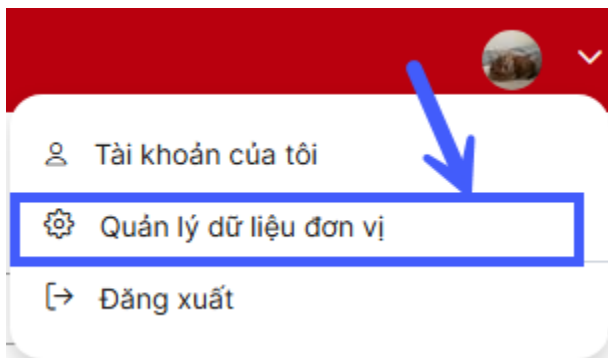 Tài khoản của tôi
Quản lý dữ liệu đơn vị
Đăng xuất